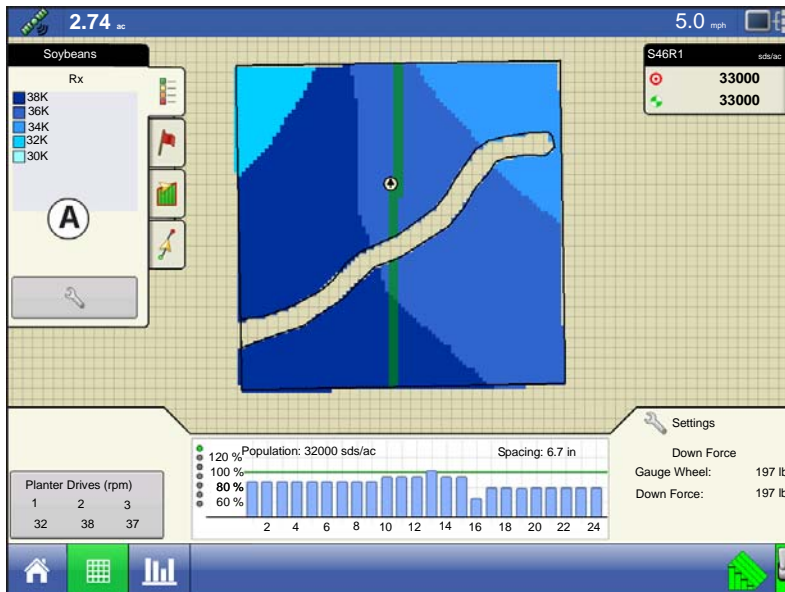 2.74 ac
5.0 mph
Soybeans
Rx
38K
36K
34K
32K
30K
A
S46R1 sds/ac
33000
33000
Planter Drives (rpm)
1 2 3
32 38 37
Population: 32000 sds/ac Spacing: 6.7 in
120 %
100 %
80 %
60 %
2 4 6 8 10 12 14 16 18 20 22 24
Settings
Down Force
Gauge Wheel: 197 lb
Down Force: 197 lb